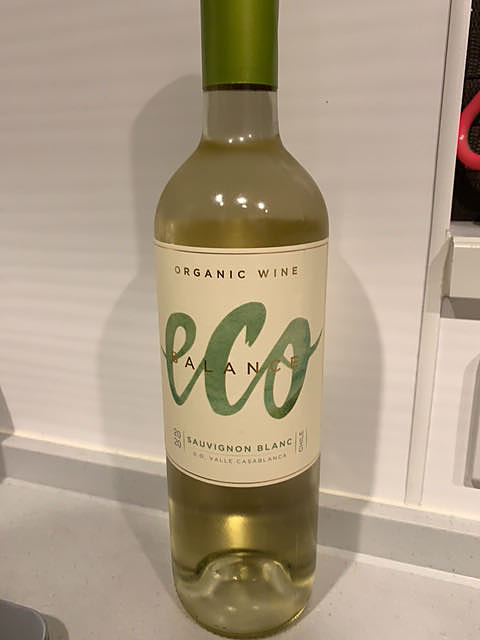 ORGANIC WINE
eco
BALANCE
2020
SAUVIGNON BLANC
CHILE
D.O. VALLE CASABLANCA